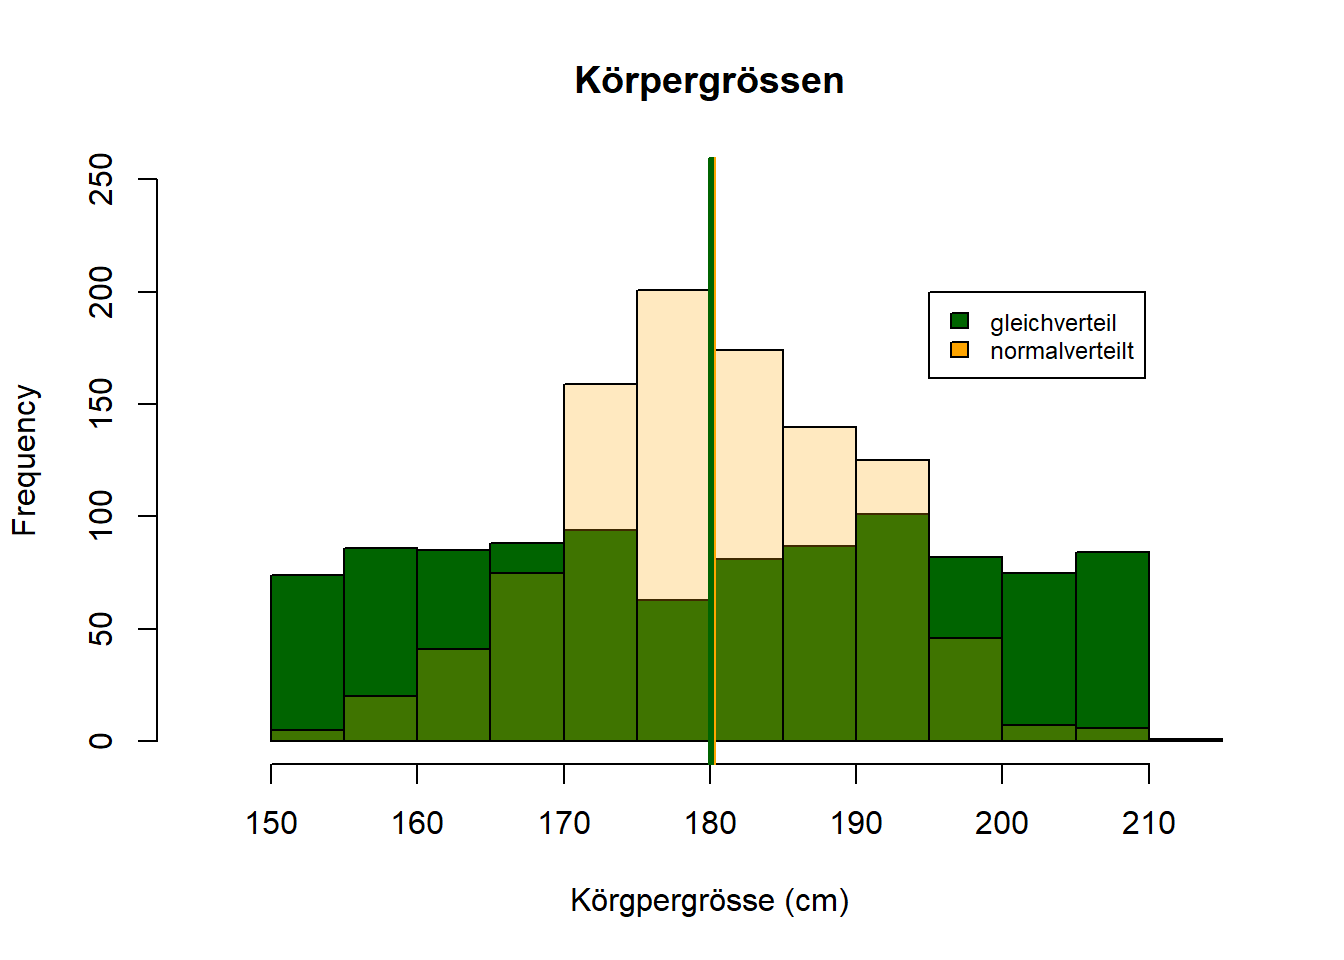 Körpergrössen
250
200
150
100
50
0
Frequency
gleichverteil
normalverteilt
150 160 170 180 190 200 210
Körgpergrösse (cm)